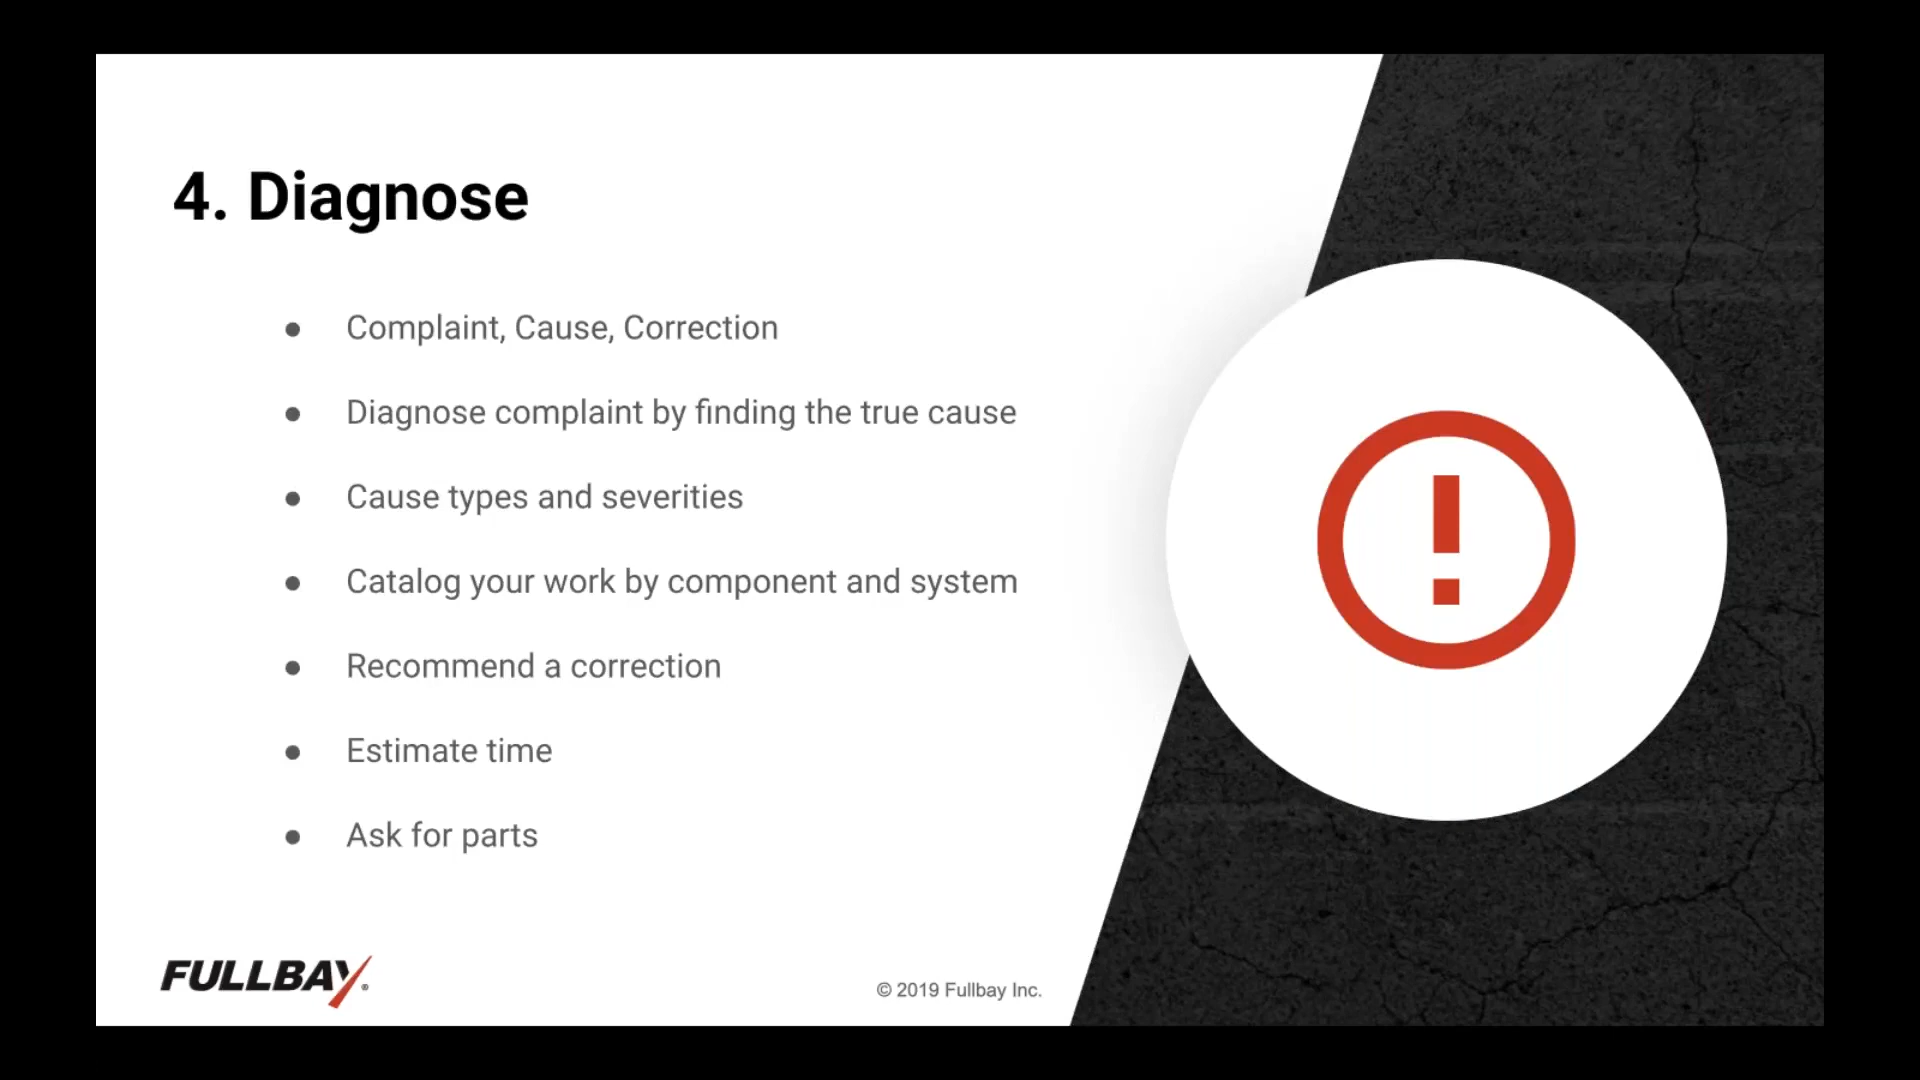 4. Diagnose
● Complaint, Cause, Correction
● Diagnose complaint by finding the true cause
● Cause types and severities
● Catalog your work by component and system
● Recommend a correction
● Estimate time
● Ask for parts
FULLBAY®
© 2019 Fullbay Inc.